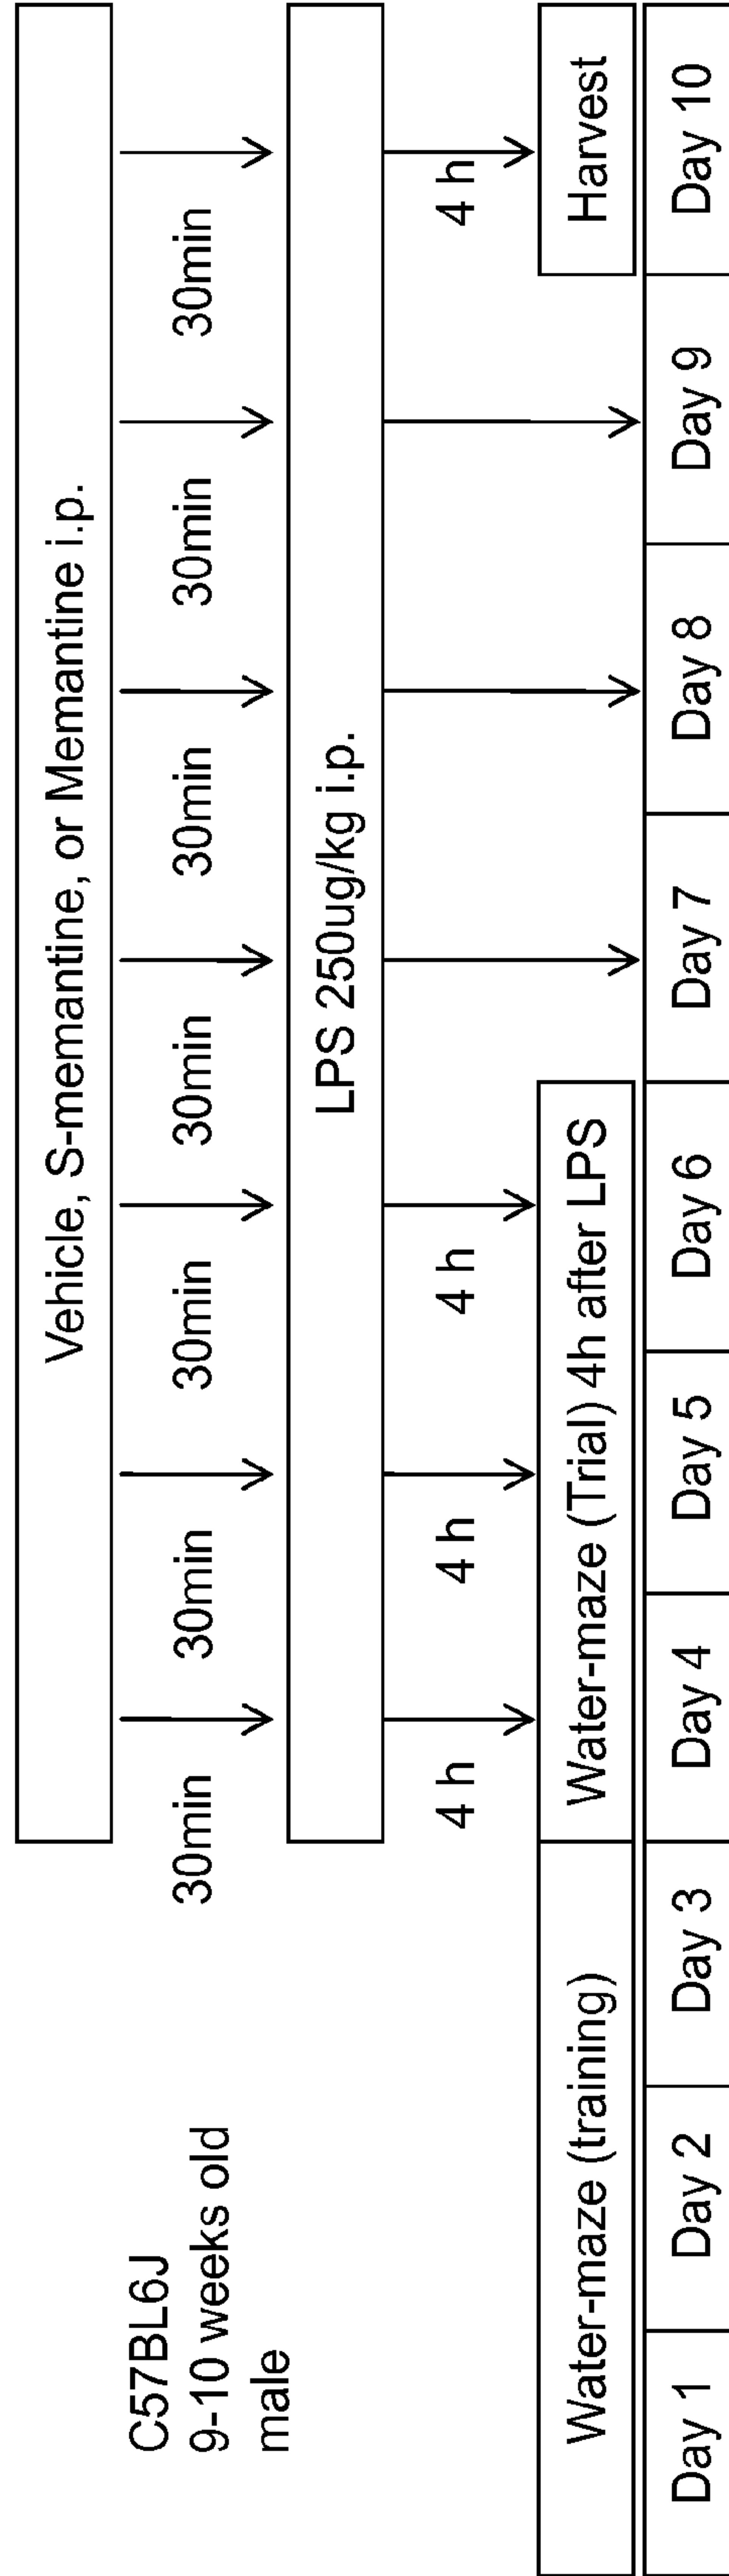 Vehicle, S-memantine, or Memantine i.p.
C57BL6J
9-10 weeks old
male
30min
30min
30min
30min
30min
30min
30min
LPS 250ug/kg i.p.
4 h
4 h
4 h
4 h
Water-maze (training)
Water-maze (Trial) 4h after LPS
Harvest
Day 1
Day 2
Day 3
Day 4
Day 5
Day 6
Day 7
Day 8
Day 9
Day 10